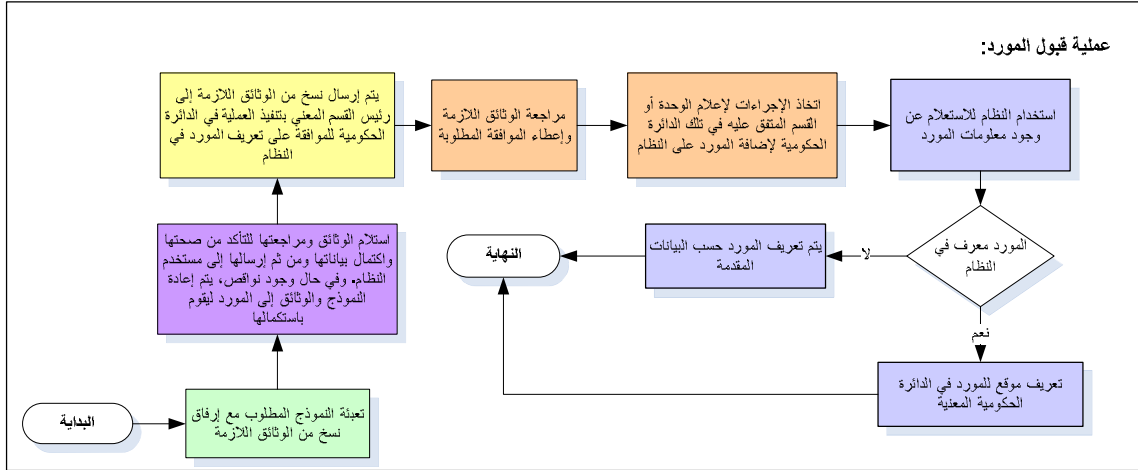 عملية قبول المورد:
البداية
تعبئة النموذج المطلوب مع إرفاق
نسخ من الوثائق اللازمة
استلام الوثائق ومراجعتها للتأكد من صحتها
واكتمال بياناتها ومن ثم إرسالها إلى مستخدم
النظام. وفي حال وجود نواقص، يتم إعادة
النموذج والوثائق إلى المورد ليقوم
باستكمالها
يتم إرسال نسخ من الوثائق اللازمة إلى
رئيس القسم المعني بتنفيذ العملية في الدائرة
الحكومية للموافقة على تعريف المورد في
النظام
مراجعة الوثائق اللازمة
وإعطاء الموافقة المطلوبة
اتخاذ الإجراءات لإعلام الوحدة أو
القسم المتفق عليه في تلك الدائرة
الحكومية لإضافة المورد على النظام
استخدام النظام للاستعلام عن
وجود معلومات المورد
المورد معرف في
النظام
لا
يتم تعريف المورد حسب البيانات
المقدمة
النهاية
نعم
تعريف موقع للمورد في الدائرة
الحكومية المعنية